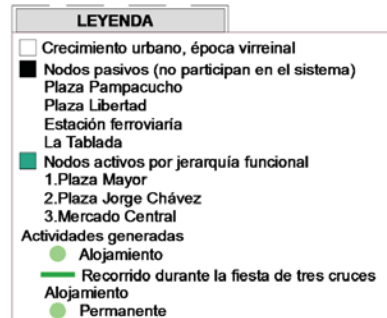 LEYENDA
Crecimiento urbano, época virreinal
Nodos pasivos (no participan en el sistema)
Plaza Pampacucho
Plaza Libertad
Estación ferroviaría
La Tablada
Nodos activos por jerarquía funcional
1.Plaza Mayor
2.Plaza Jorge Chávez
3.Mercado Central
Actividades generadas
Alojamiento
Recorrido durante la fiesta de tres cruces
Alojamiento
Permanente